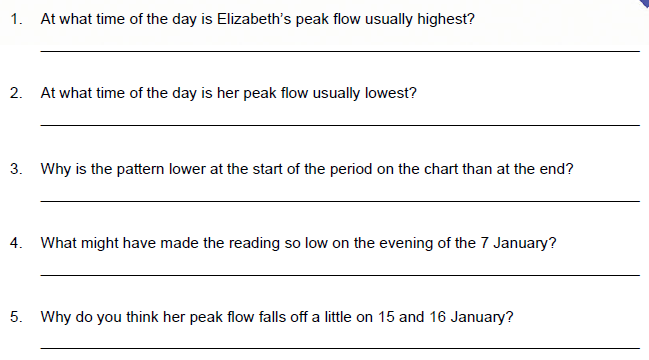 1. At what time of the day is Elizabeth's peak flow usually highest?
2. At what time of the day is her peak flow usually lowest?
3. Why is the pattern lower at the start of the period on the chart than at the end?
4. What might have made the reading so low on the evening of the 7 January?
5. Why do you think her peak flow falls off a little on 15 and 16 January?